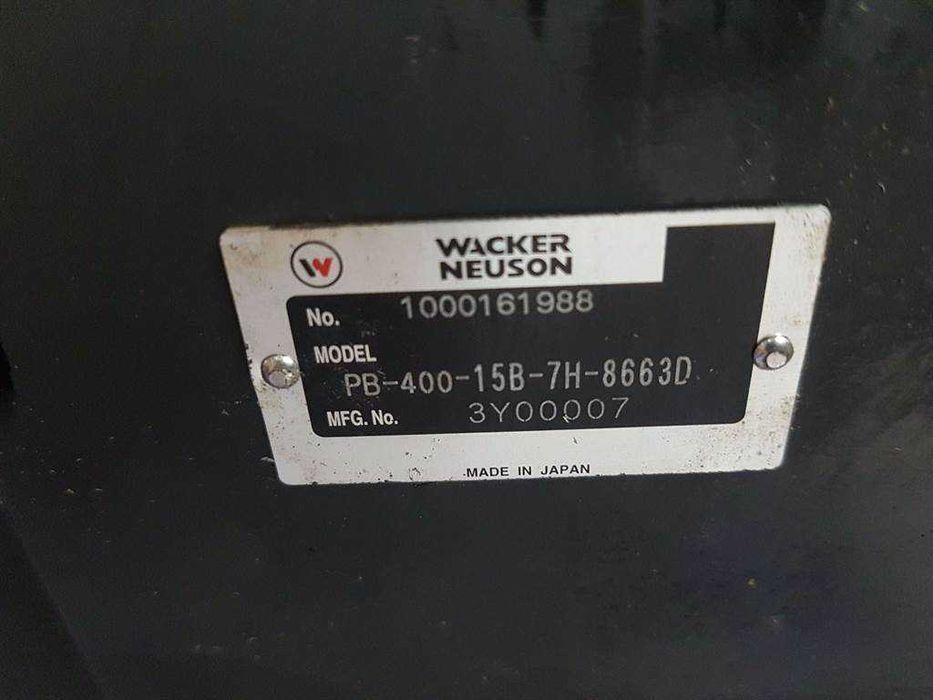 W
WACKER
NEUSON
No. 1000161988
MODEL
PB-400-15B-7H-8663D
MFG. No. 3Y00007
MADE IN JAPAN